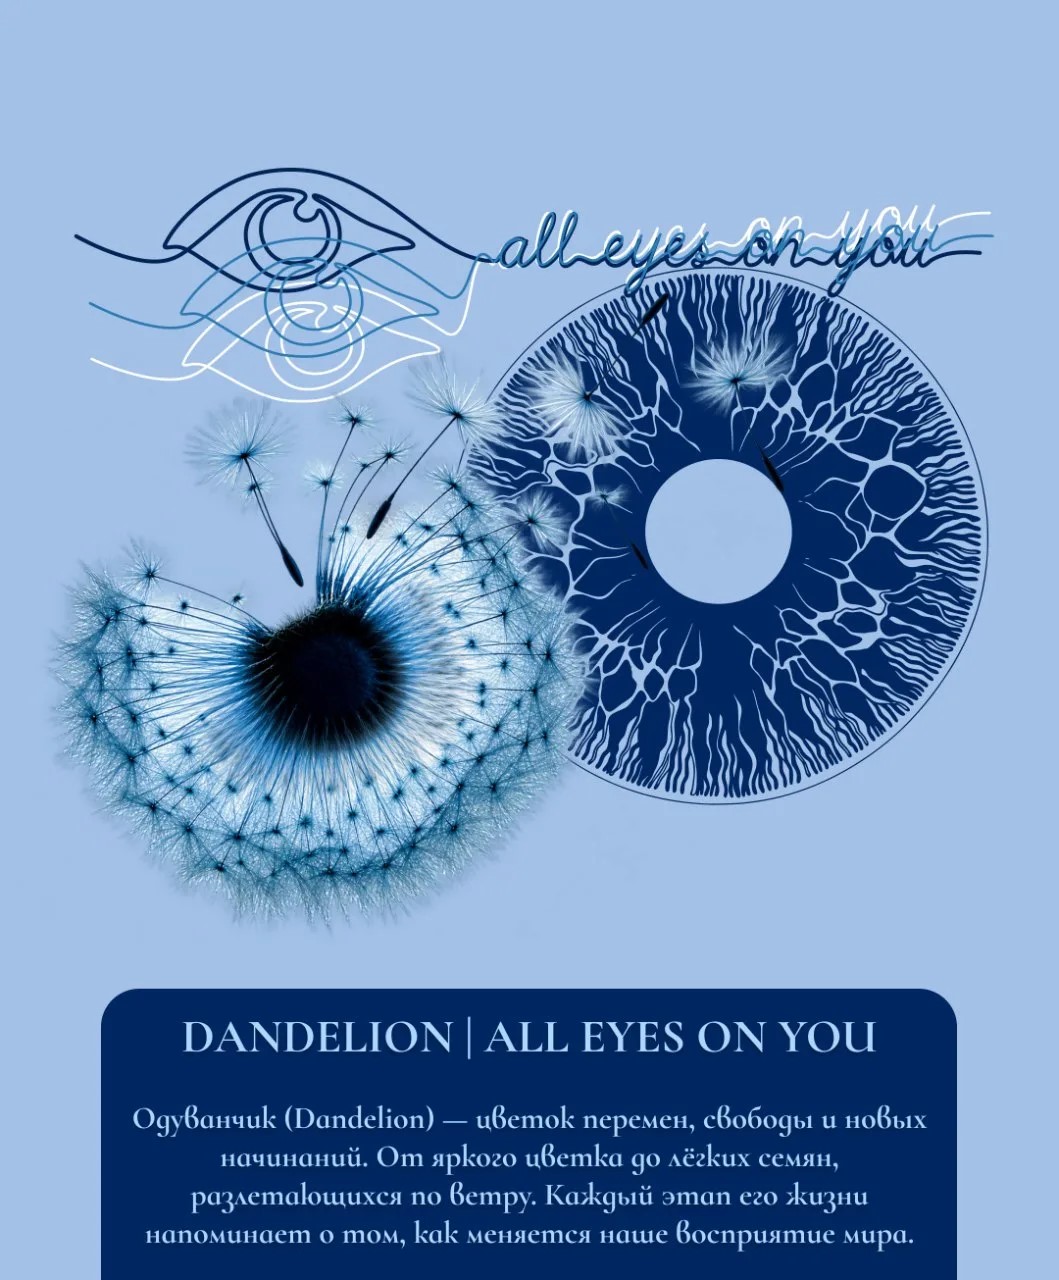 all eyes on you
DANDELION | ALL EYES ON YOU
Одуванчик (Dandelion) — цветок перемен, свободы и новых
начинаний. От яркого цветка до лёгких семян,
разлетающихся по ветру. Каждый этап его жизни
напоминает о том, как меняется наше восприятие мира.